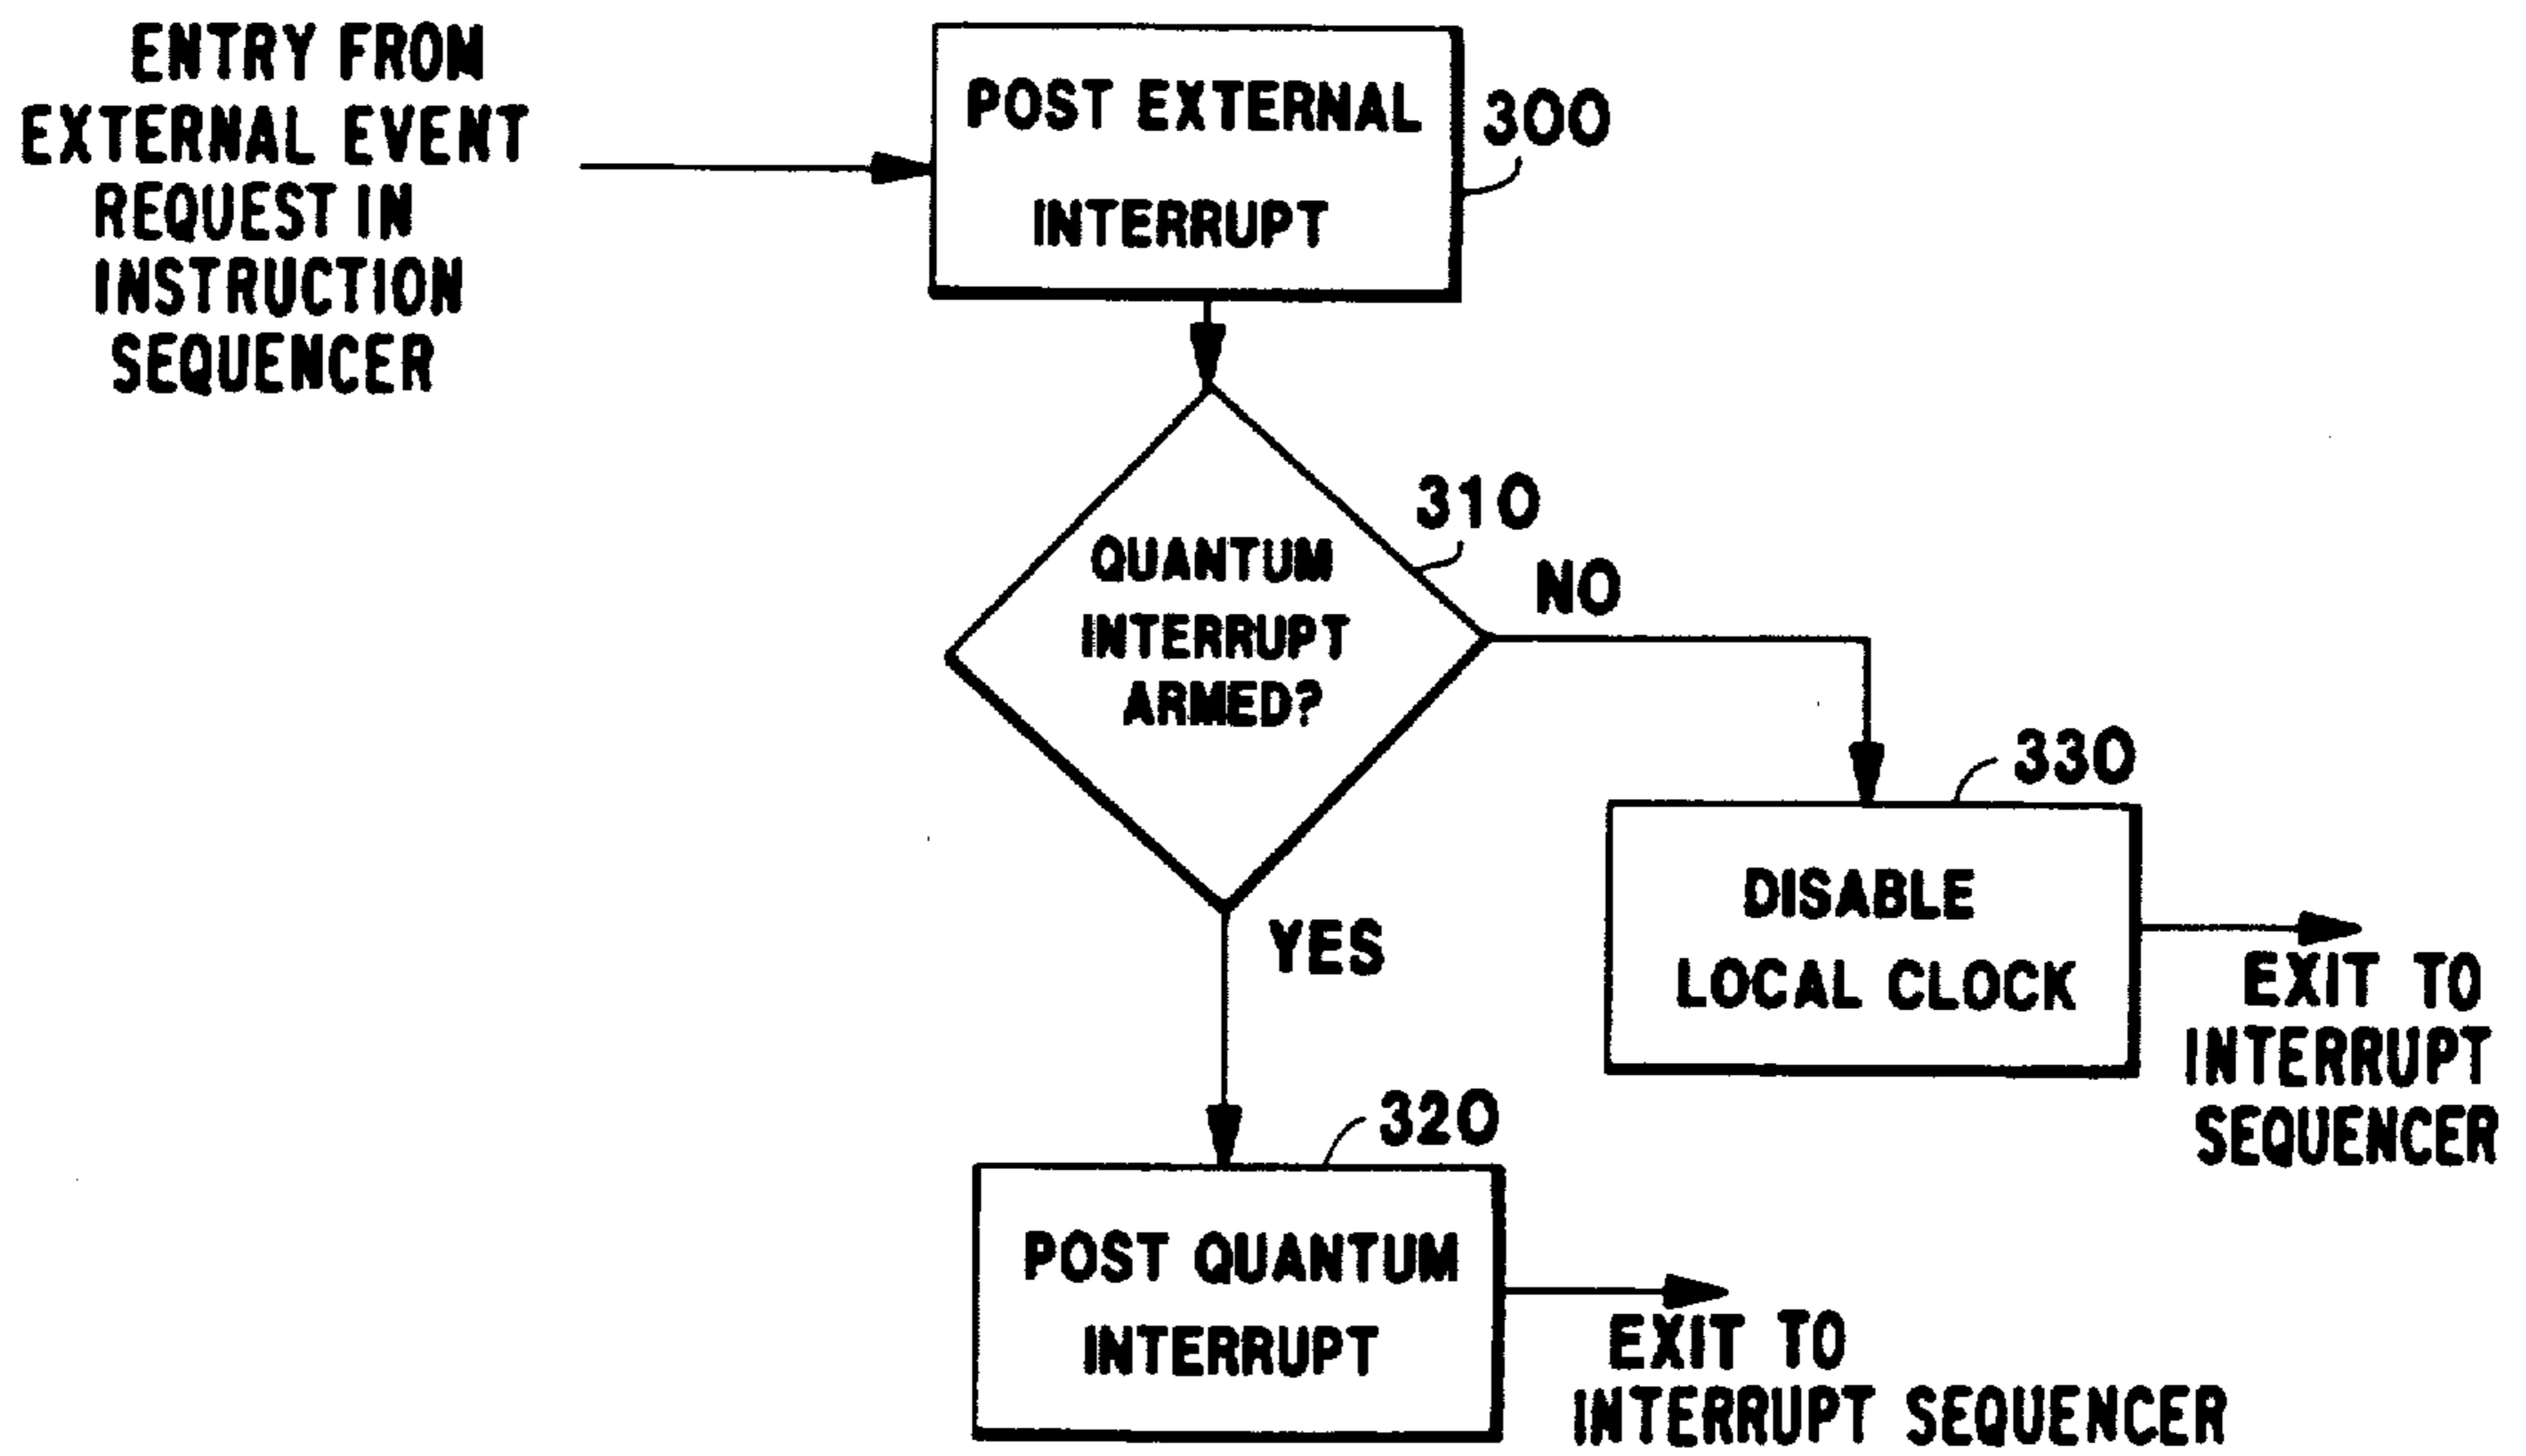 ENTRY FROM
EXTERNAL EVENT
REQUEST IN
INSTRUCTION
SEQUENCER
POST EXTERNAL
INTERRUPT
300
QUANTUM
INTERRUPT
ARMED?
310
NO
YES
330
DISABLE
LOCAL CLOCK
EXIT TO
INTERRUPT
SEQUENCER
320
POST QUANTUM
INTERRUPT
EXIT TO
INTERRUPT SEQUENCER